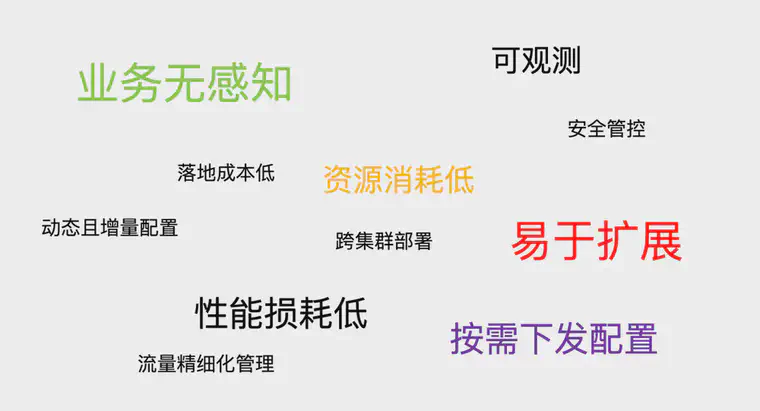 可观测
业务无感知
安全管控
落地成本低
资源消耗低
动态且增量配置
跨集群部署
易于扩展
性能损耗低
按需下发配置
流量精细化管理